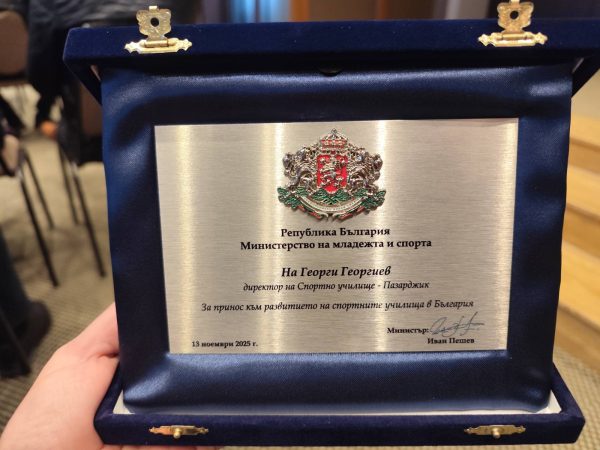 Република България
Министерство на младежта и спорта
На Георги Георгиев
директор на Спортно училище - Пазарджик
За принос към развитието на спортните училища в България
Министър:
13 ноември 2025 г.
Иван Пешев